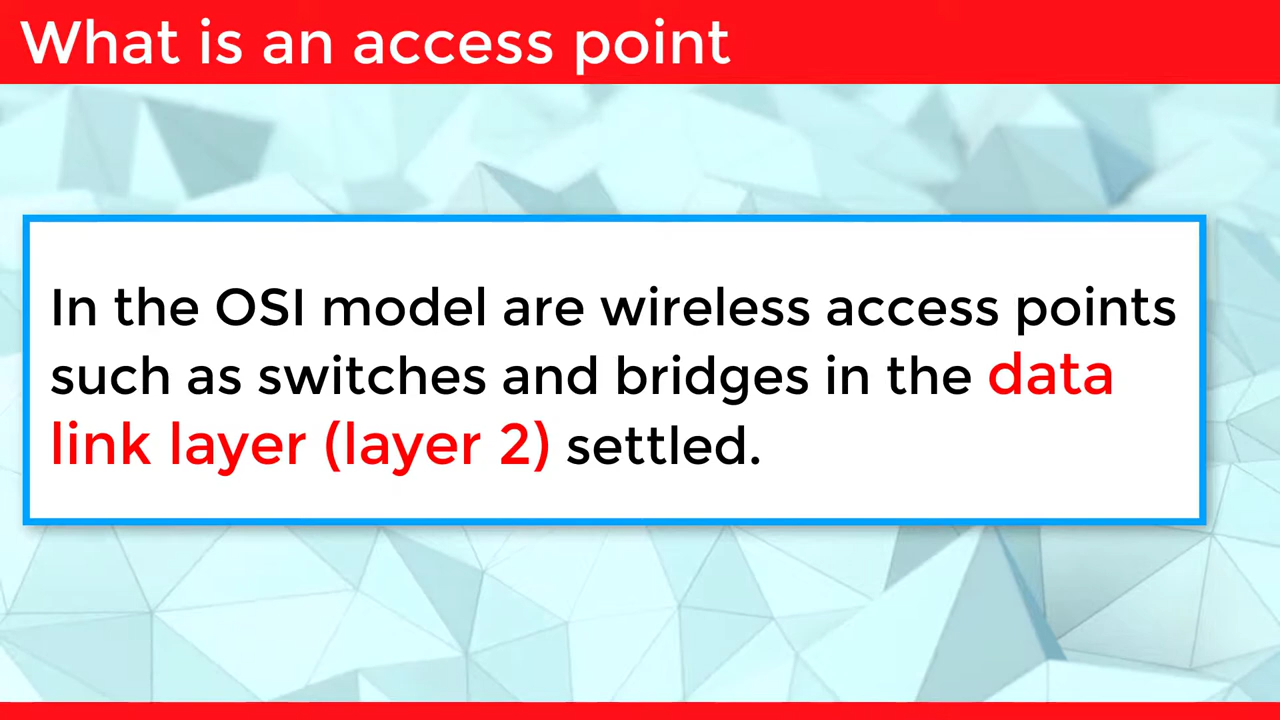 What is an access point
In the OSI model are wireless access points
such as switches and bridges in the data
link layer (layer 2) settled.